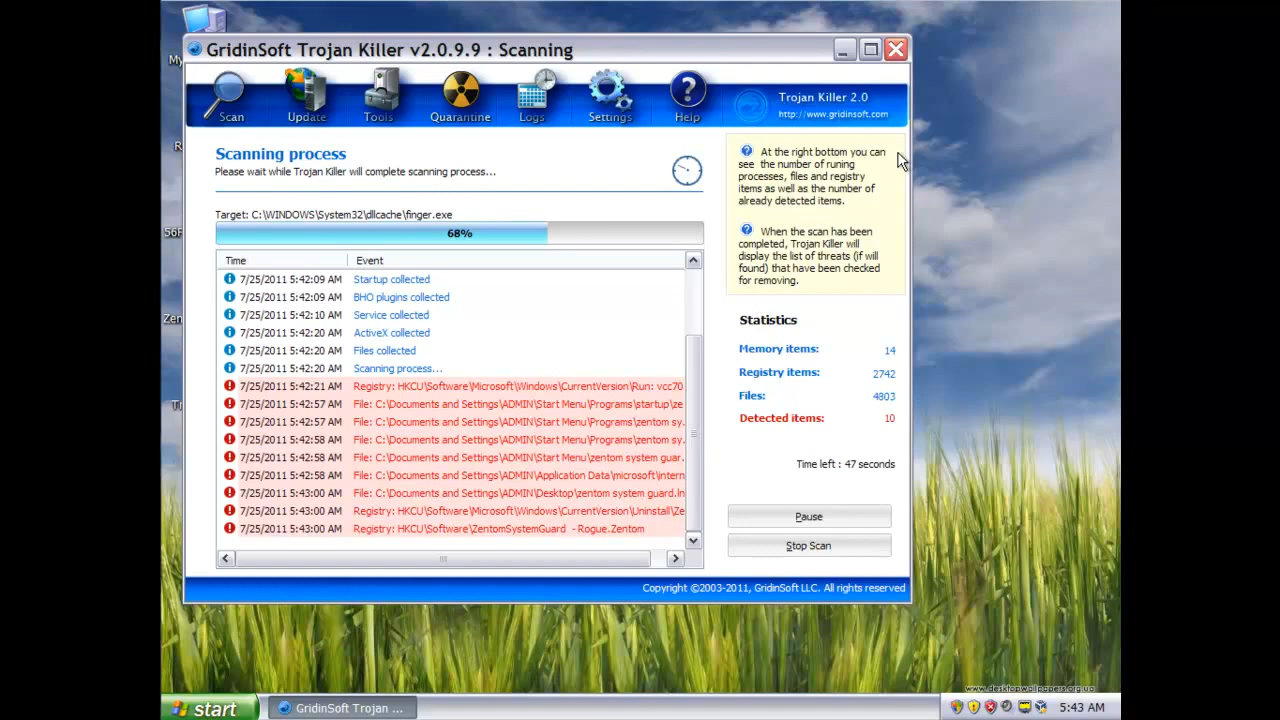 My
R
56F
Zen
Tr
GridinSoft Trojan Killer v2.0.9.9 : Scanning
Scan
Update
Tools
Quarantine
Logs
Settings
Help
Trojan Killer 2.0
http://www.gridinsoft.com
Scanning process
Please wait while Trojan Killer will complete scanning process...
Target: C:\WINDOWS\System32\dllcache\finger.exe
68%
Time Event
7/25/2011 5:42:09 AM Startup collected
7/25/2011 5:42:09 AM BHO plugins collected
7/25/2011 5:42:10 AM Service collected
7/25/2011 5:42:20 AM ActiveX collected
7/25/2011 5:42:20 AM Files collected
7/25/2011 5:42:20 AM Scanning process...
7/25/2011 5:42:21 AM Registry: HKCU\Software\Microsoft\Windows\CurrentVersion\Run: vcc70
7/25/2011 5:42:57 AM File: C:\Documents and Settings\ADMIN\Start Menu\Programs\startup\ze
7/25/2011 5:42:57 AM File: C:\Documents and Settings\ADMIN\Start Menu\Programs\zentom sy.
7/25/2011 5:42:58 AM File: C:\Documents and Settings\ADMIN\Start Menu\Programs\zentom sy.
7/25/2011 5:42:58 AM File: C:\Documents and Settings\ADMIN\Start Menu\zentom system guar.
7/25/2011 5:42:58 AM File: C:\Documents and Settings\ADMIN\Application Data\microsoft\intern
7/25/2011 5:43:00 AM File: C:\Documents and Settings\ADMIN\Desktop\zentom system guard.ln
7/25/2011 5:43:00 AM Registry: HKCU\Software\Microsoft\Windows\CurrentVersion\Uninstall\Ze
7/25/2011 5:43:00 AM Registry: HKCU\Software\ZentomSystemGuard - Rogue.Zentom
At the right bottom you can
see the number of runing
processes, files and registry
items as well as the number of
already detected items.
When the scan has been
completed, Trojan Killer will
display the list of threats (if will
found) that have been checked
for removing.
Statistics
Memory items: 14
Registry items: 2742
Files: 4803
Detected items: 10
Time left : 47 seconds
Pause
Stop Scan
Copyright ©2003-2011, GridinSoft LLC. All rights reserved
www.desktopwallpapers.org.ua
start
GridinSoft Trojan ...
5:43 AM